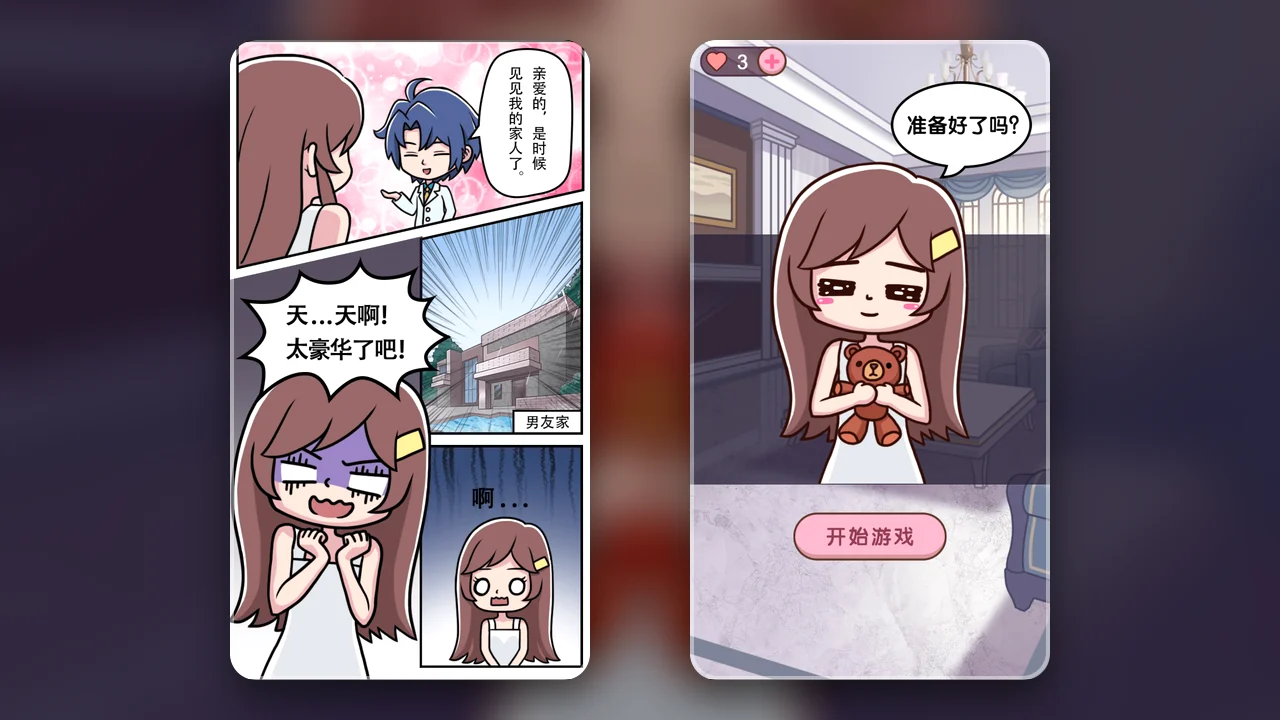 亲爱的，是时候
见见我的家人了。
天…天啊!
太豪华了吧!
男友家
啊...
3
准备好了吗?
开始游戏